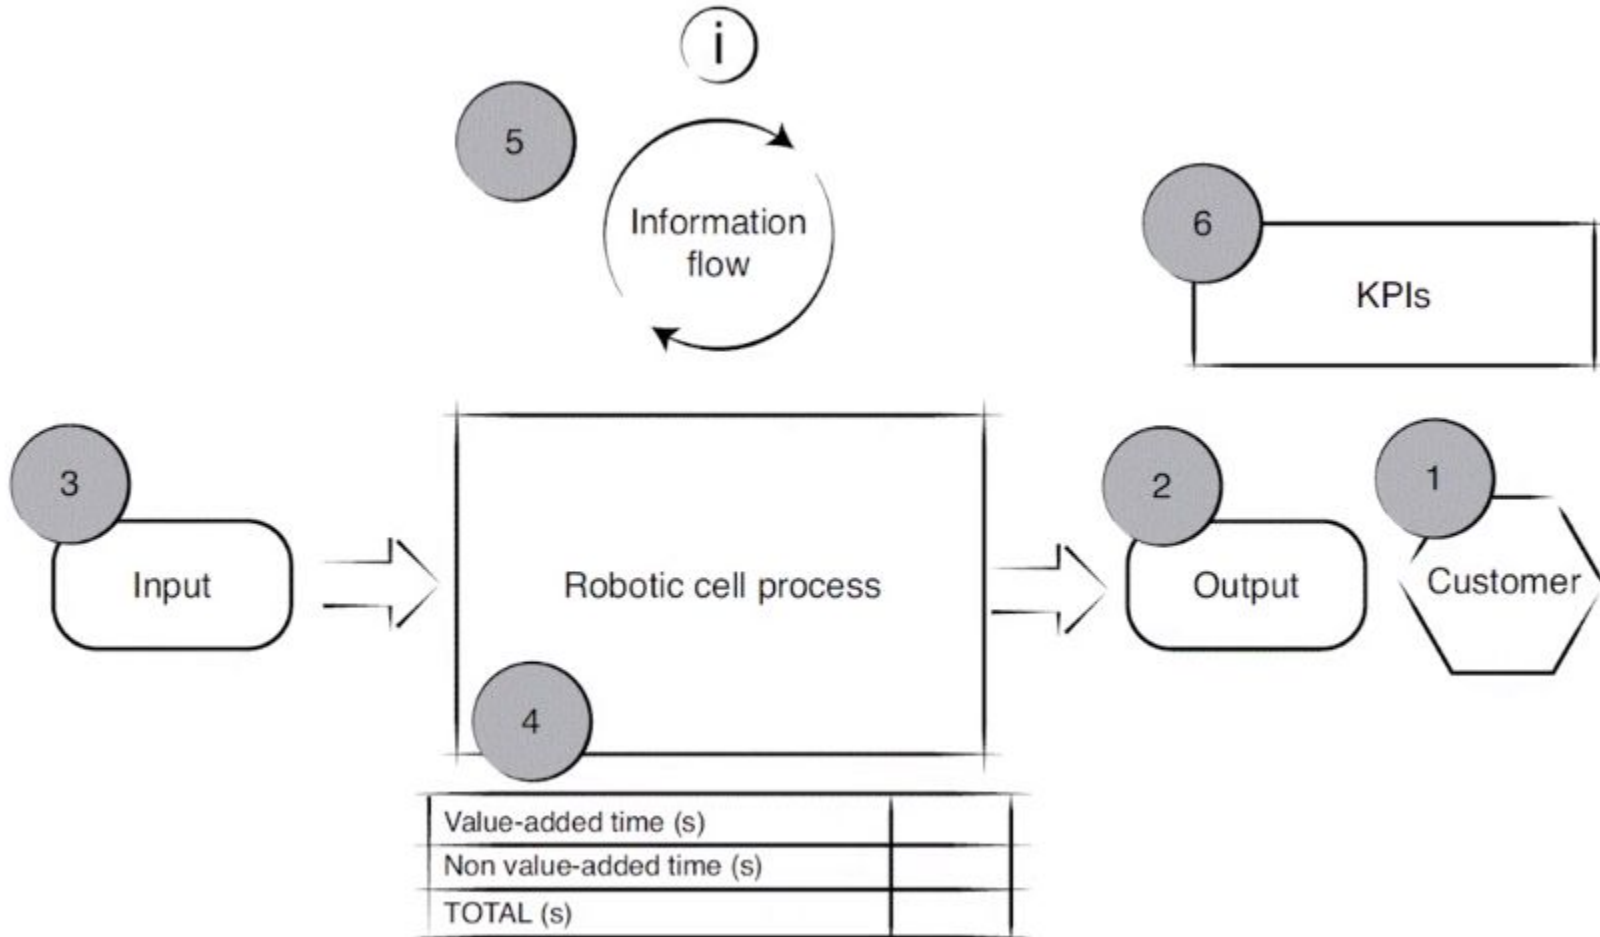 i
5
Information
flow
6
KPIs
3
Input
Robotic cell process
4
2
Output
1
Customer
Value-added time (s)
Non value-added time (s)
TOTAL (s)